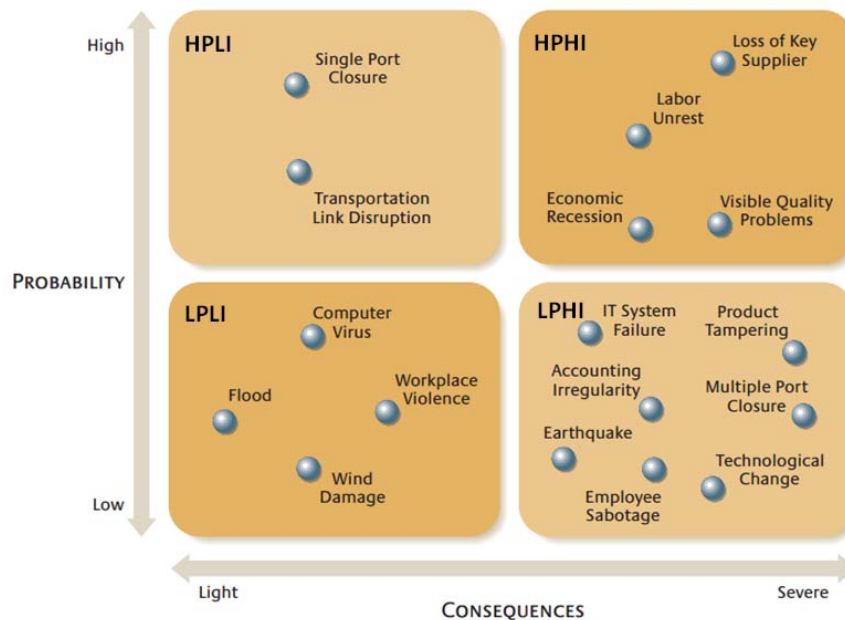 High
HPLI
Single Port
Closure
Transportation
Link Disruption
HPHI
Loss of Key
Supplier
Labor
Unrest
Economic
Recession
Visible Quality
Problems
PROBABILITY
LPLI
Computer
Virus
Flood
Workplace
Violence
Wind
Damage
LPHI
IT System
Failure
Product
Tampering
Accounting
Irregularity
Multiple Port
Closure
Earthquake
Employee
Sabotage
Technological
Change
Low
Light
Severe
CONSEQUENCES